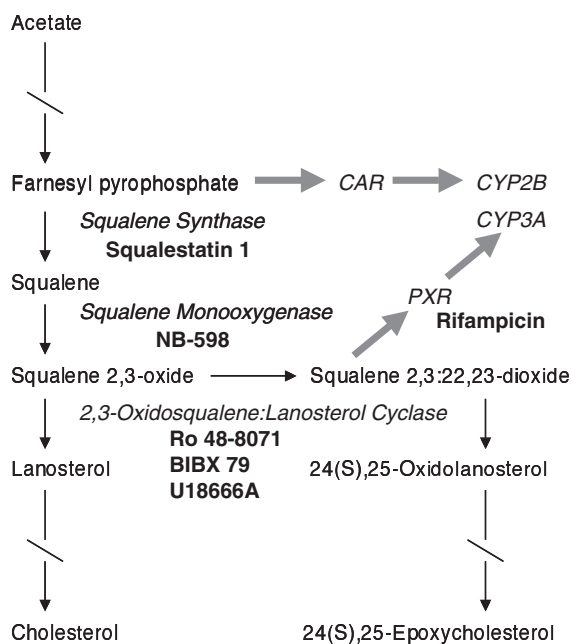 Acetate
Farnesyl pyrophosphate CAR CYP2B
Squalene Synthase CYP3A
Squalestatin 1
Squalene
PXR
Squalene Monooxygenase Rifampicin
NB-598
Squalene 2,3-oxide Squalene 2,3:22,23-dioxide
2,3-Oxidosqualene:Lanosterol Cyclase
Ro 48-8071
Lanosterol BIBX 79 24(S),25-Oxidolanosterol
U18666A
Cholesterol 24(S),25-Epoxycholesterol